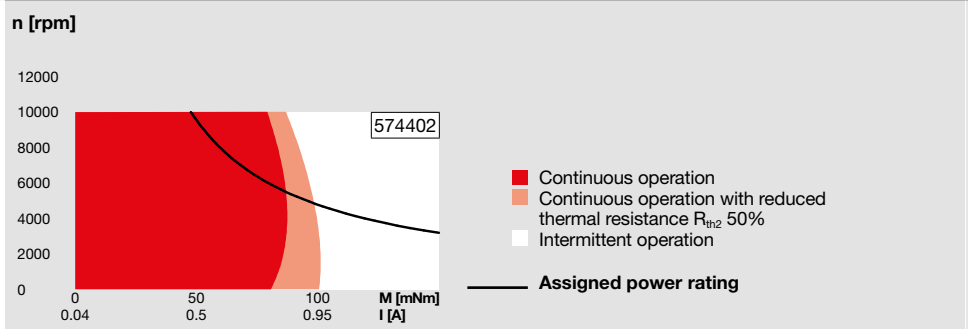 n [rpm]
12000
10000
8000
6000
4000
2000
0
574402
0 50 100 M [mNm]
0.04 0.5 0.95 I [A]
Continuous operation
Continuous operation with reduced
thermal resistance Rth2 50%
Intermittent operation
Assigned power rating